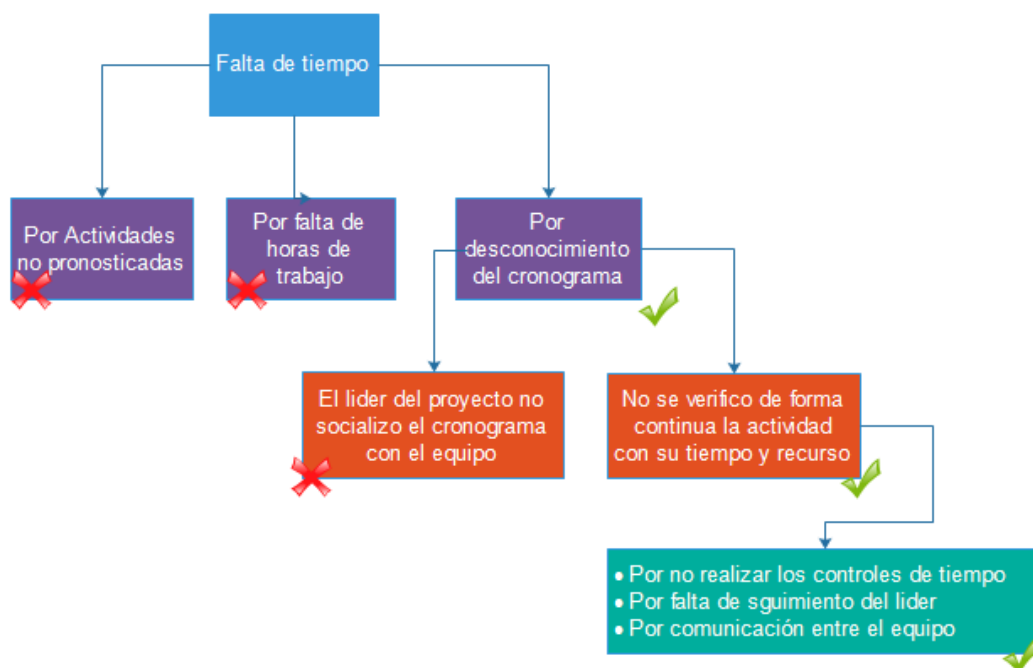 Falta de tiempo
Por Actividades
no pronosticadas
Por falta de
horas de
trabajo
Por
desconocimiento
del cronograma
El lider del proyecto no
socializo el cronograma
con el equipo
No se verifico de forma
continua la actividad
con su tiempo y recurso
• Por no realizar los controles de tiempo
• Por falta de sguimiento del lider
• Por comunicación entre el equipo